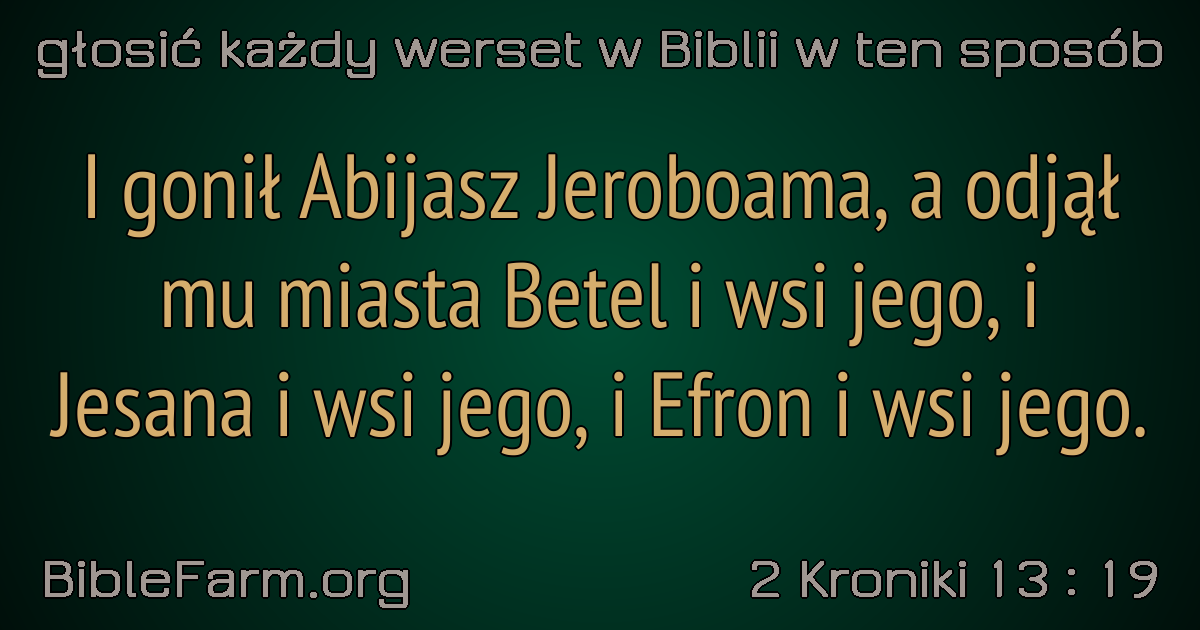 głosić każdy werset w Biblii w ten sposób
I gonił Abijasz Jeroboama, a odjął
mu miasta Betel i wsi jego, i
Jesana i wsi jego, i Efron i wsi jego.
BibleFarm.org
2 Kroniki 13 : 19